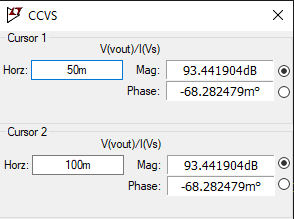 CCVS
Cursor 1
V(vout)/I(Vs)
Horz: 50m Mag: 93.441904dB
Phase: -68.282479m°
Cursor 2
V(vout)/I(Vs)
Horz: 100m Mag: 93.441904dB
Phase: -68.282479m°